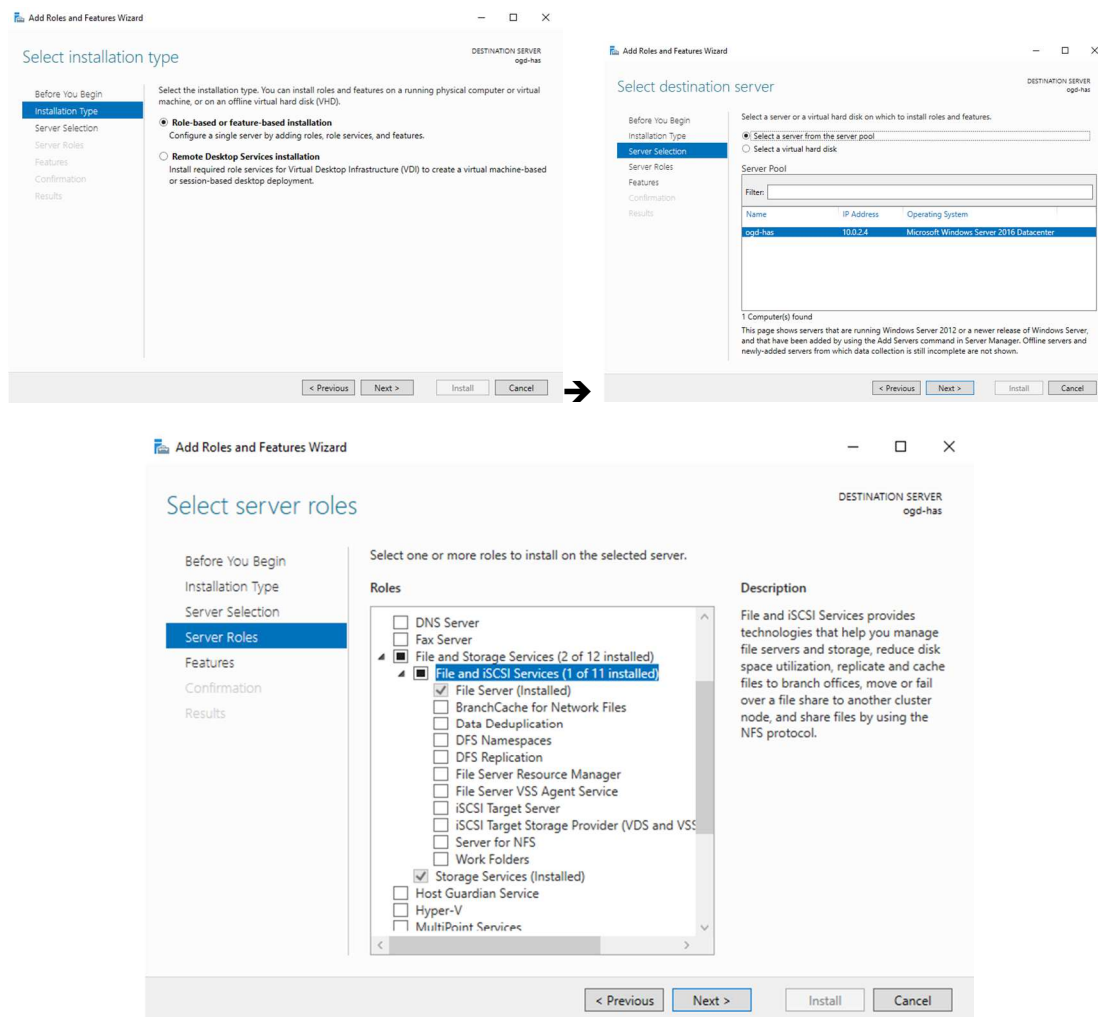 Add Roles and Features Wizard
Select installation type
DESTINATION SERVER
ogd-has
Before You Begin
Installation Type
Server Selection
Server Roles
Features
Confirmation
Results
Select the installation type. You can install roles and features on a running physical computer or virtual
machine, or on an offline virtual hard disk (VHD).
Role-based or feature-based installation
Configure a single server by adding roles, role services, and features.
Remote Desktop Services installation
Install required role services for Virtual Desktop Infrastructure (VDI) to create a virtual machine-based
or session-based desktop deployment.
< Previous
Next >
Install
Cancel
Add Roles and Features Wizard
Select destination server
DESTINATION SERVER
ogd-has
Before You Begin
Installation Type
Server Selection
Server Roles
Features
Confirmation
Results
Select a server or a virtual hard disk on which to install roles and features.
Select a server from the server pool
Select a virtual hard disk
Server Pool
Filter:
Name IP Address Operating System
ogd-has 10.0.2.4 Microsoft Windows Server 2016 Datacenter
1 Computer(s) found
This page shows servers that are running Windows Server 2012 or a newer release of Windows Server,
and that have been added by using the Add Servers command in Server Manager. Offline servers and
newly-added servers from which data collection is still incomplete are not shown.
< Previous
Next >
Install
Cancel
Add Roles and Features Wizard
Select server roles
DESTINATION SERVER
ogd-has
Before You Begin
Installation Type
Server Selection
Server Roles
Features
Confirmation
Results
Select one or more roles to install on the selected server.
Roles
DNS Server
Fax Server
File and Storage Services (2 of 12 installed)
File and iSCSI Services (1 of 11 installed)
File Server (Installed)
BranchCache for Network Files
Data Deduplication
DFS Namespaces
DFS Replication
File Server Resource Manager
File Server VSS Agent Service
iSCSI Target Server
iSCSI Target Storage Provider (VDS and VSS
Server for NFS
Work Folders
Storage Services (Installed)
Host Guardian Service
Hyper-V
MultiPoint Services
Description
File and iSCSI Services provides
technologies that help you manage
file servers and storage, reduce disk
space utilization, replicate and cache
files to branch offices, move or fail
over a file share to another cluster
node, and share files by using the
NFS protocol.
< Previous
Next >
Install
Cancel